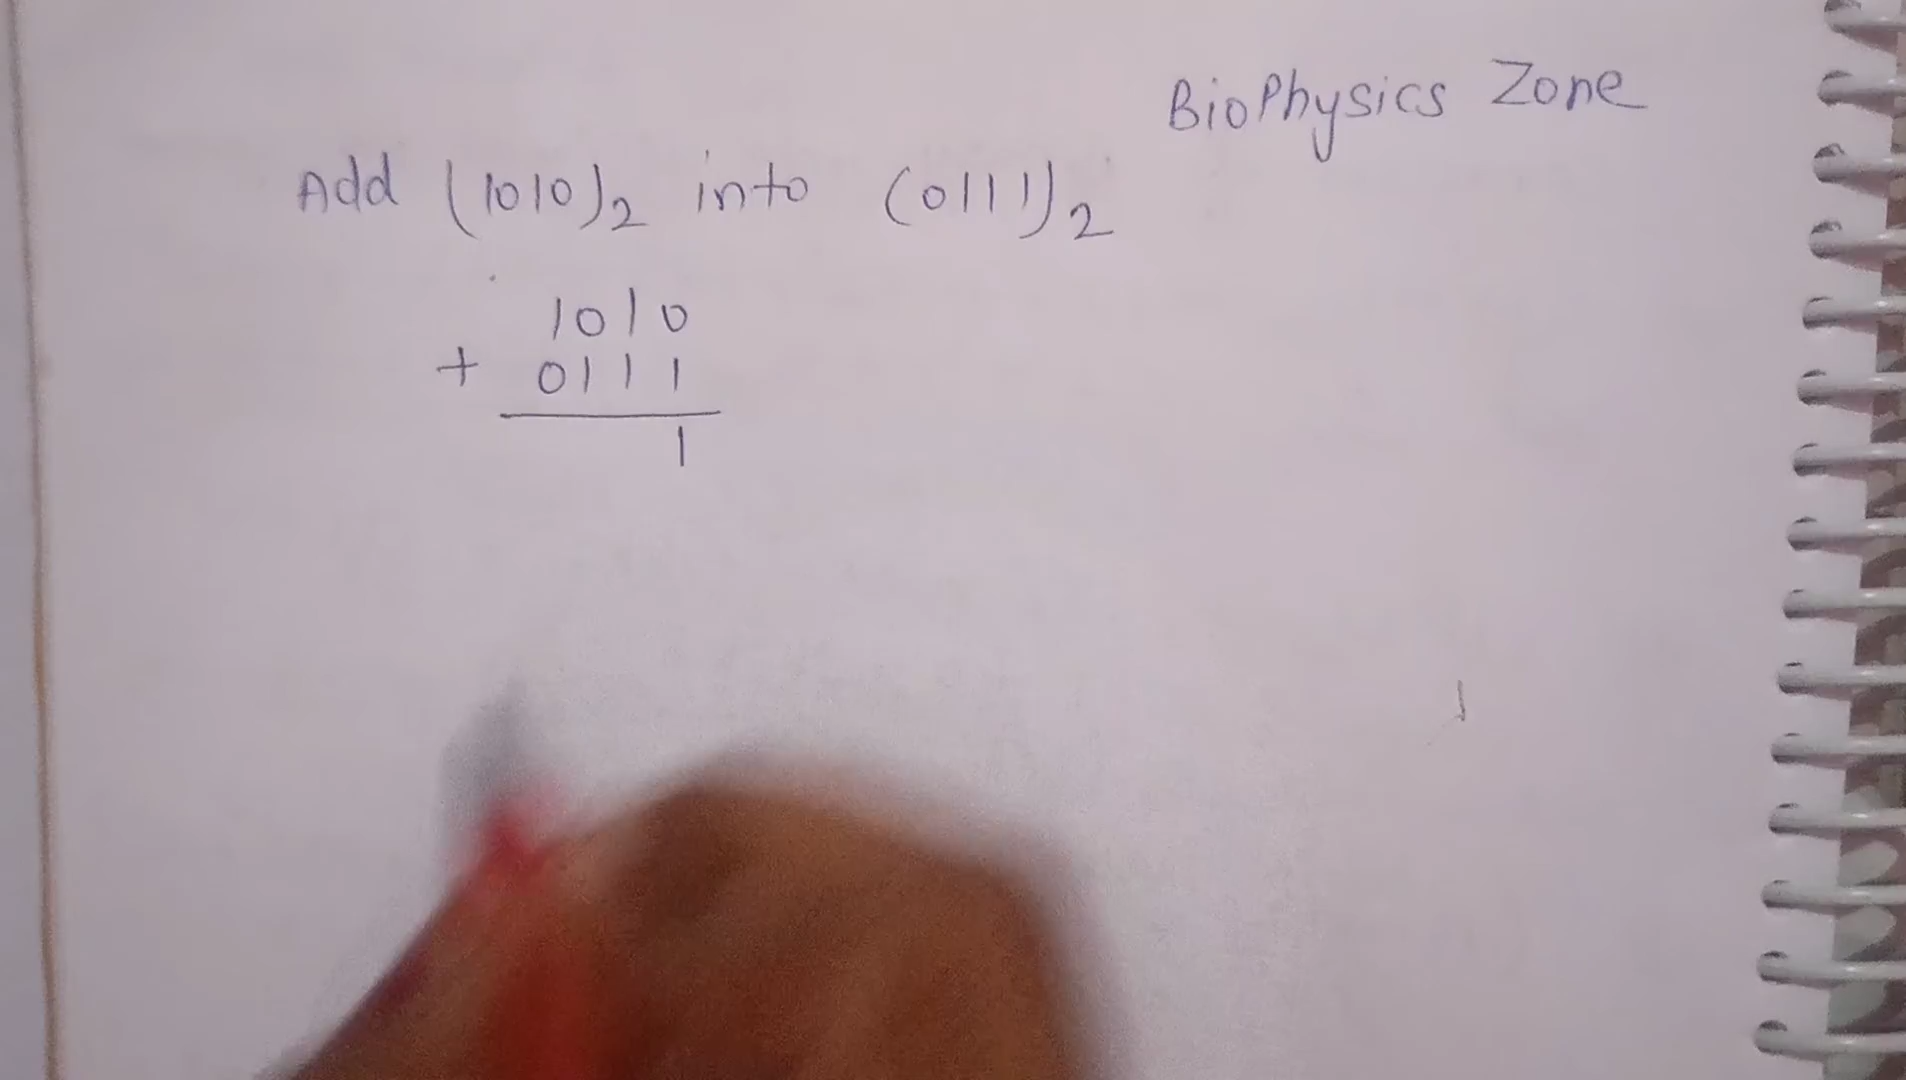 BioPhysics Zone
Add (1010)2 into (0111)2
1010
+ 0111
1